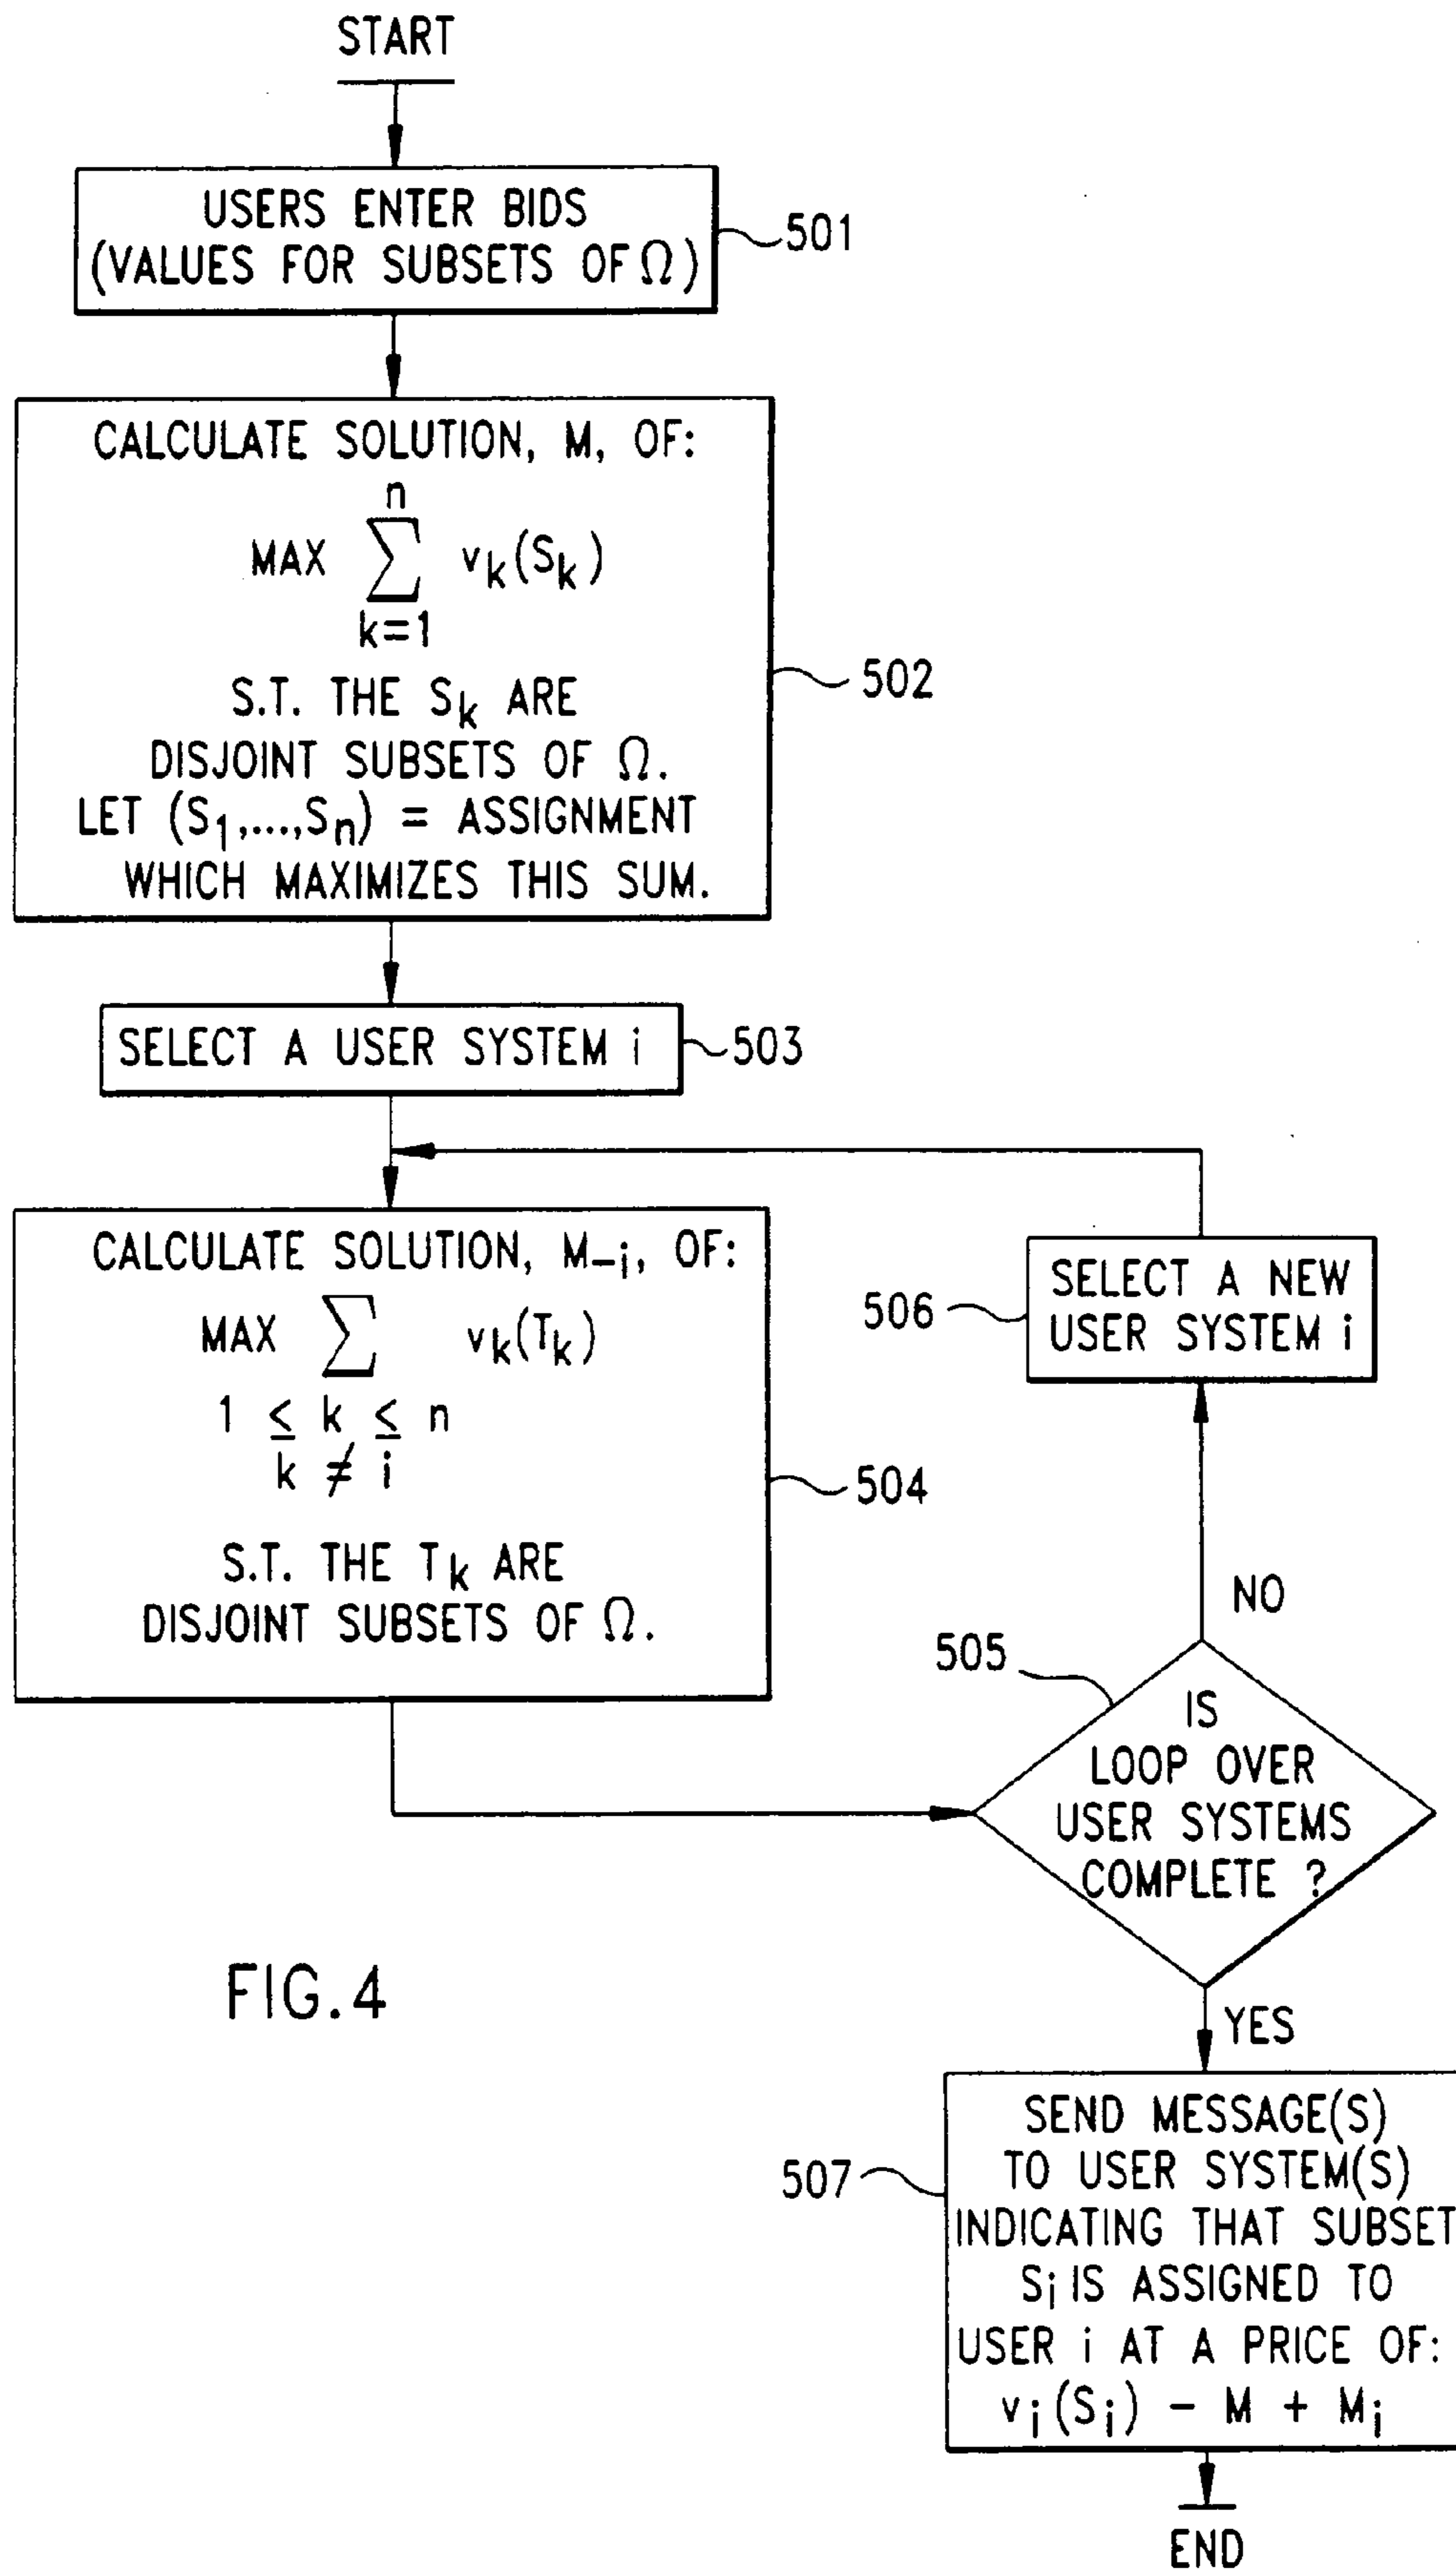 START
USERS ENTER BIDS
(VALUES FOR SUBSETS OF Ω)
501
CALCULATE SOLUTION, M, OF:
n
MAX ∑ vk(Sk)
k=1
S.T. THE Sk ARE
DISJOINT SUBSETS OF Ω.
LET (S1,...,Sn) = ASSIGNMENT
WHICH MAXIMIZES THIS SUM.
502
SELECT A USER SYSTEM i
503
CALCULATE SOLUTION, M–i, OF:
MAX ∑ vk(Tk)
1 ≤ k ≤ n
k ≠ i
S.T. THE Tk ARE
DISJOINT SUBSETS OF Ω.
504
SELECT A NEW
USER SYSTEM i
506
NO
505
IS
LOOP OVER
USER SYSTEMS
COMPLETE ?
YES
FIG.4
SEND MESSAGE(S)
TO USER SYSTEM(S)
INDICATING THAT SUBSET
Si IS ASSIGNED TO
USER i AT A PRICE OF:
vi(Si) – M + Mi
507
END